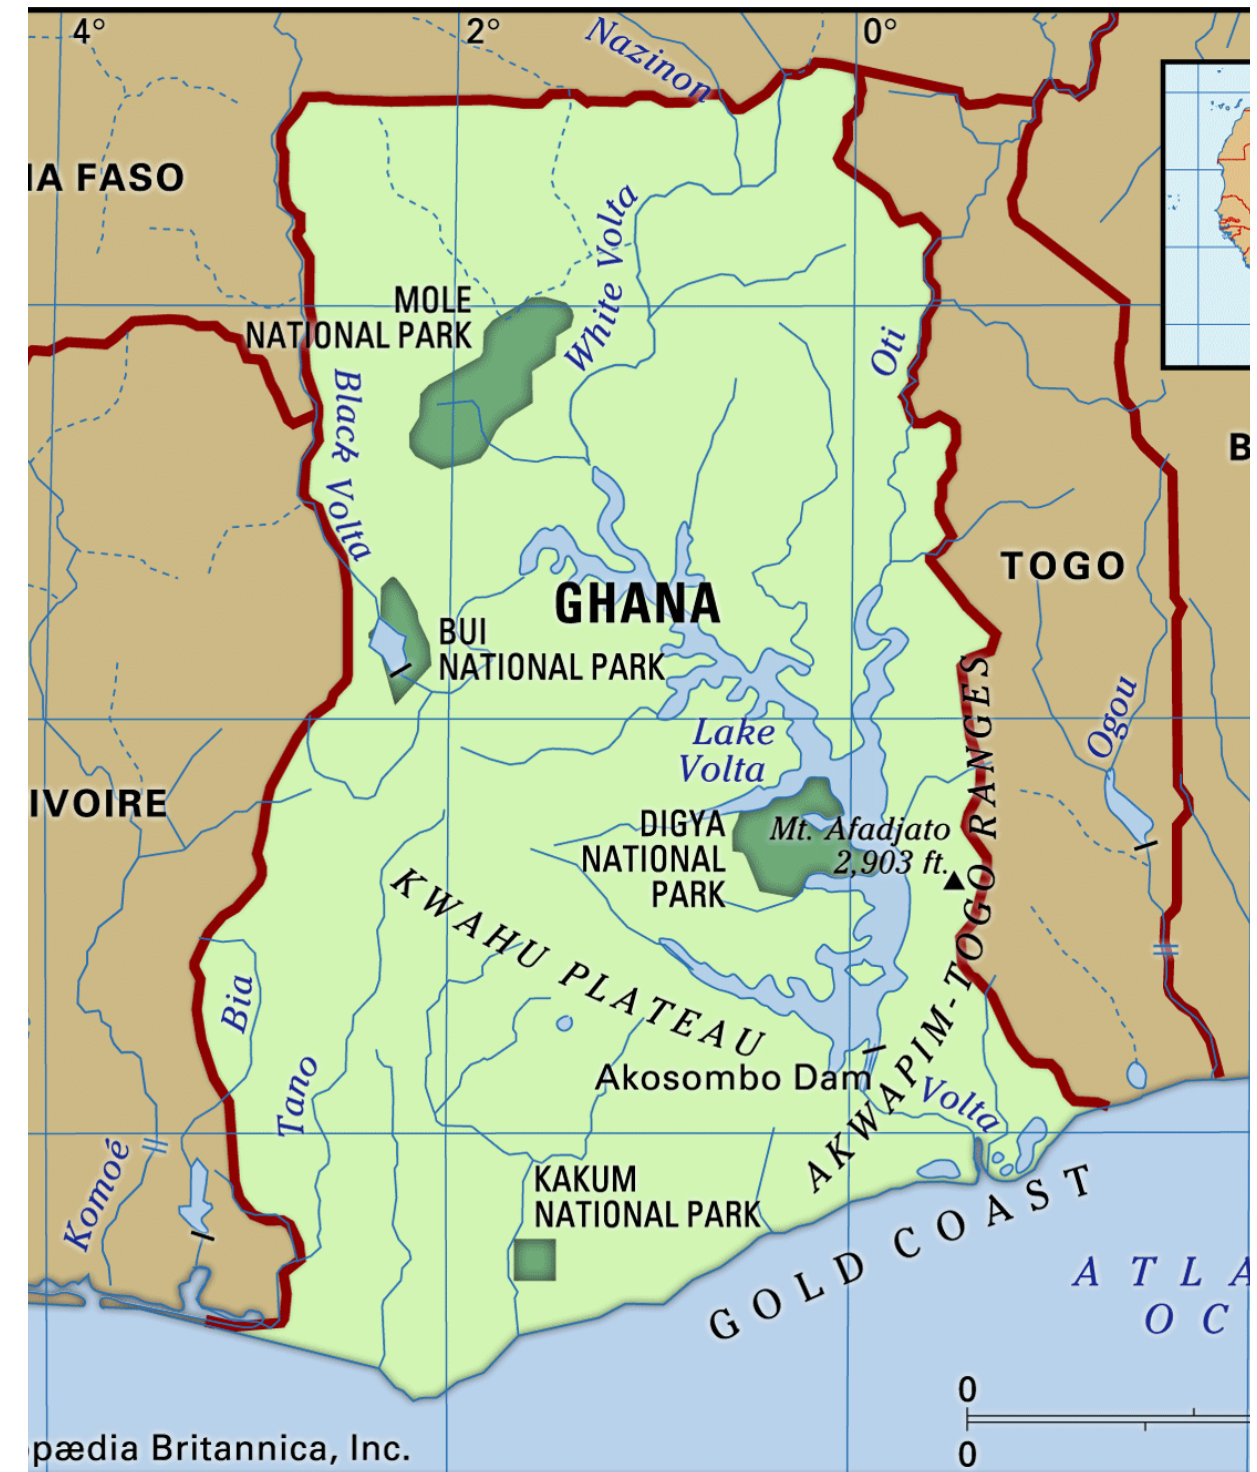 4°
2°
0°
Nazinon
FASO
White Volta
MOLE
NATIONAL PARK
Oti
Black Volta
B
TOGO
GHANA
BUI
NATIONAL PARK
Ogou
Lake
Volta
IVOIRE
DIGYA
NATIONAL
PARK
Mt. Afadjato
2,903 ft.
KWAHU PLATEAU
AKWAPIM-TOGO RANGES
Bia
Tano
Akosombo Dam
Volta
Komoé
KAKUM
NATIONAL PARK
GOLD COAST
ATLA
OC
0
0
pædia Britannica, Inc.